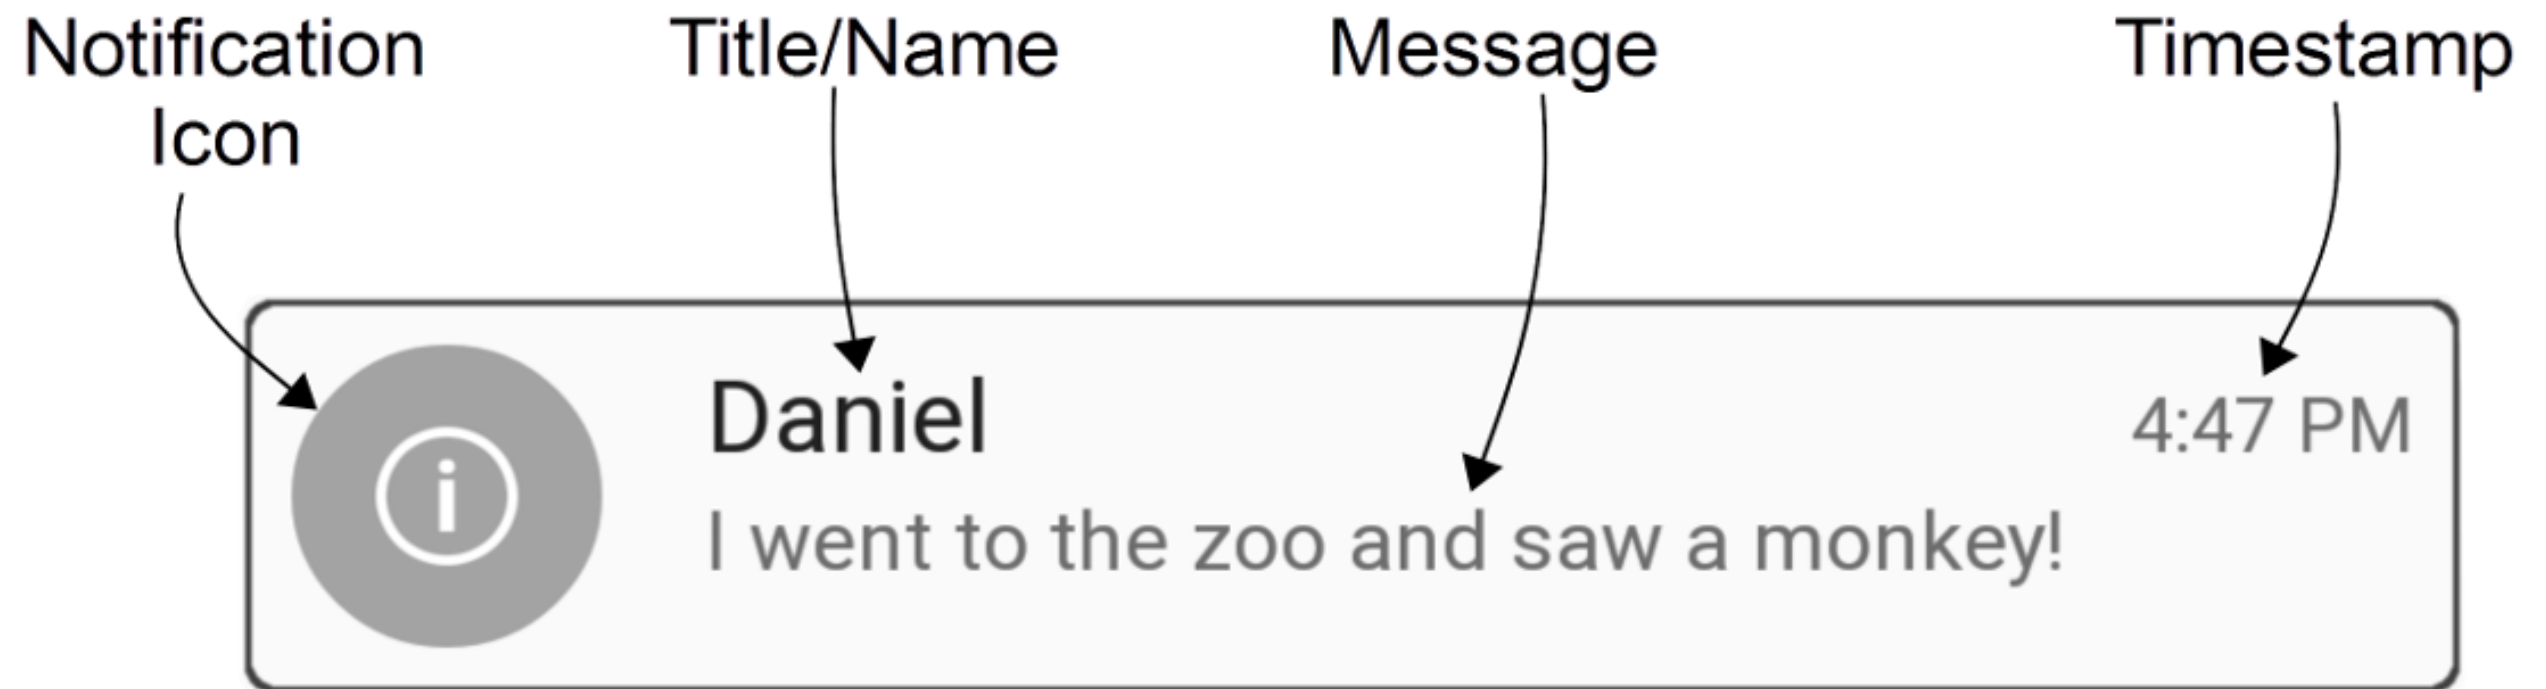 Notification
Icon
Title/Name
Message
Timestamp
i
Daniel
4:47 PM
I went to the zoo and saw a monkey!